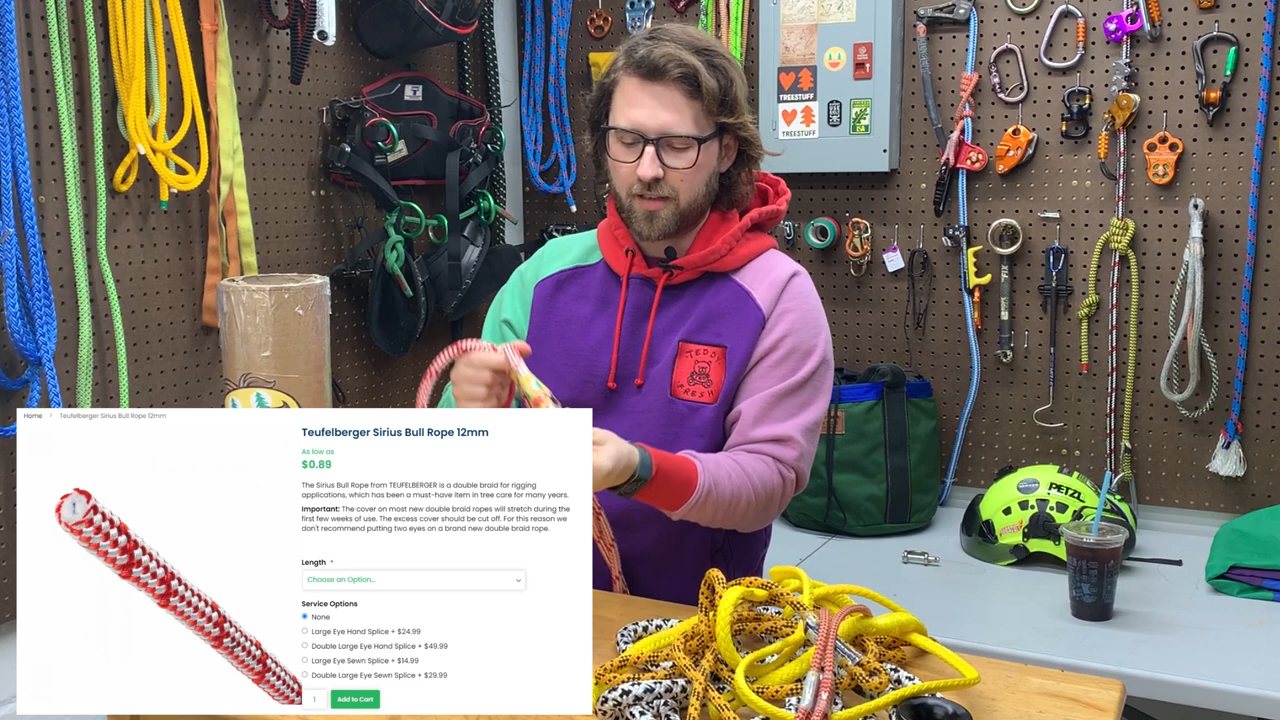 TREESTUFF
TREESTUFF
TEDDY
FRESH
PETZL
Home > Teufelberger Sirius Bull Rope 12mm
Teufelberger Sirius Bull Rope 12mm
As low as
$0.89
The Sirius Bull Rope from TEUFELBERGER is a double braid for rigging
applications, which has been a must-have item in tree care for many years.
Important: The cover on most new double braid ropes will stretch during the
first few weeks of use. The excess cover should be cut off. For this reason we
don't recommend putting two eyes on a brand new double braid rope.
Length *
Choose an Option...
Service Options
None
Large Eye Hand Splice + $24.99
Double Large Eye Hand Splice + $49.99
Large Eye Sewn Splice + $14.99
Double Large Eye Sewn Splice + $29.99
1
Add to Cart